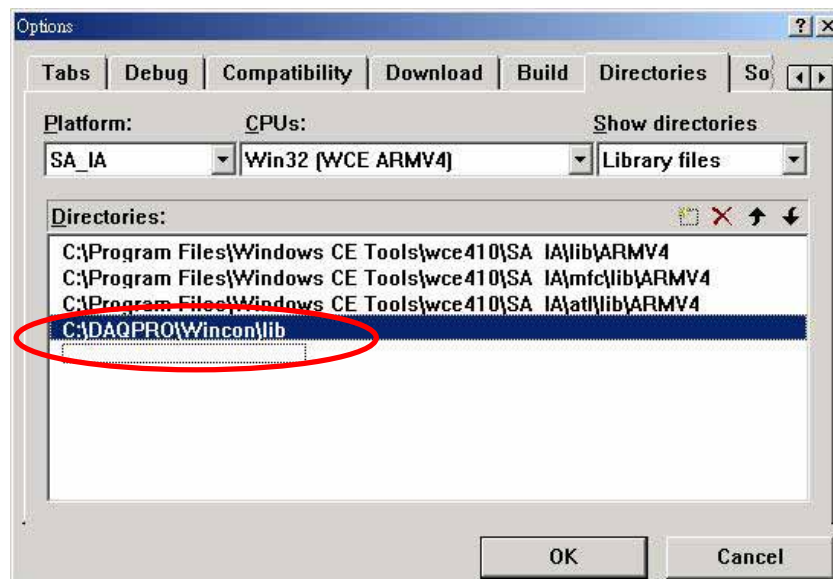 Options
Tabs Debug Compatibility Download Build Directories So
Platform: CPUs: Show directories
SA_IA Win32 (WCE ARMV4) Library files
Directories:
C:\Program Files\Windows CE Tools\wce410\SA_IA\lib\ARMV4
C:\Program Files\Windows CE Tools\wce410\SA_IA\mfc\lib\ARMV4
C:\Program Files\Windows CE Tools\wce410\SA_IA\atl\lib\ARMV4
C:\DAQPRO\Wincon\lib
OK Cancel